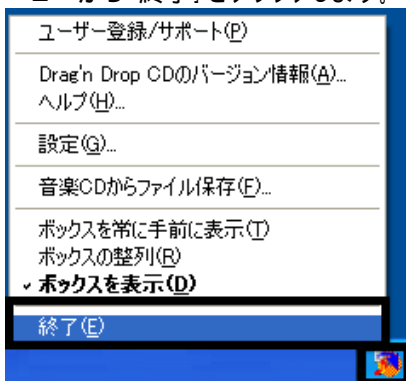 ユーザー登録/サポート(P)
Drag'n Drop CDのバージョン情報(A)...
ヘルプ(H)...
設定(G)...
音楽CDからファイル保存(F)...
ボックスを常に手前に表示(T)
ボックスの整列(R)
ボックスを表示(D)
終了(E)